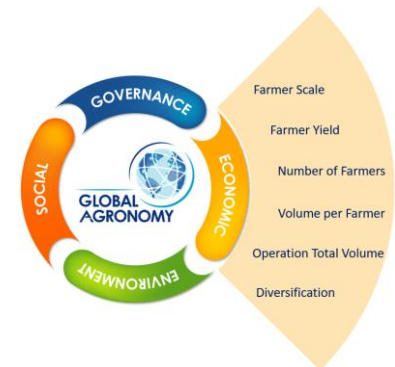 GOVERNANCE
ECONOMIC
ENVIRONMENT
SOCIAL
GLOBAL
AGRONOMY
Farmer Scale
Farmer Yield
Number of Farmers
Volume per Farmer
Operation Total Volume
Diversification